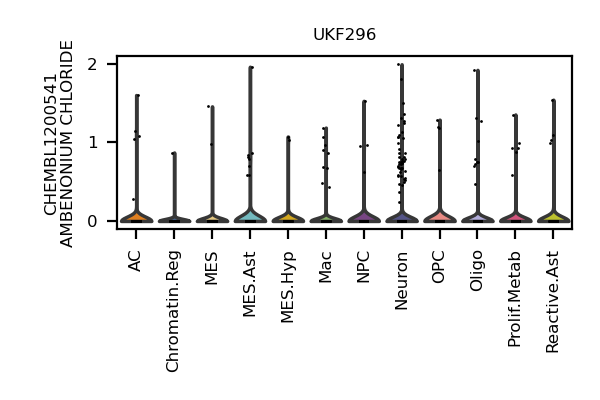 UKF296
CHEMBL1200541
AMBENONIUM CHLORIDE
2
1
0
AC
Chromatin.Reg
MES
MES.Ast
MES.Hyp
Mac
NPC
Neuron
OPC
Oligo
Prolif.Metab
Reactive.Ast